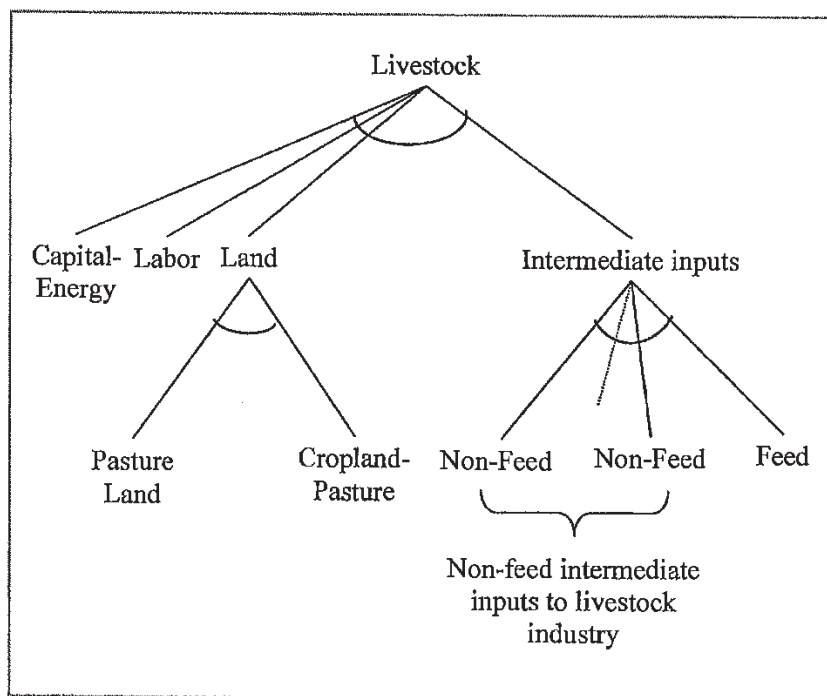 Livestock
Capital-
Energy
Labor
Land
Intermediate inputs
Pasture
Land
Cropland-
Pasture
Non-Feed
Non-Feed
Feed
Non-feed intermediate
inputs to livestock
industry